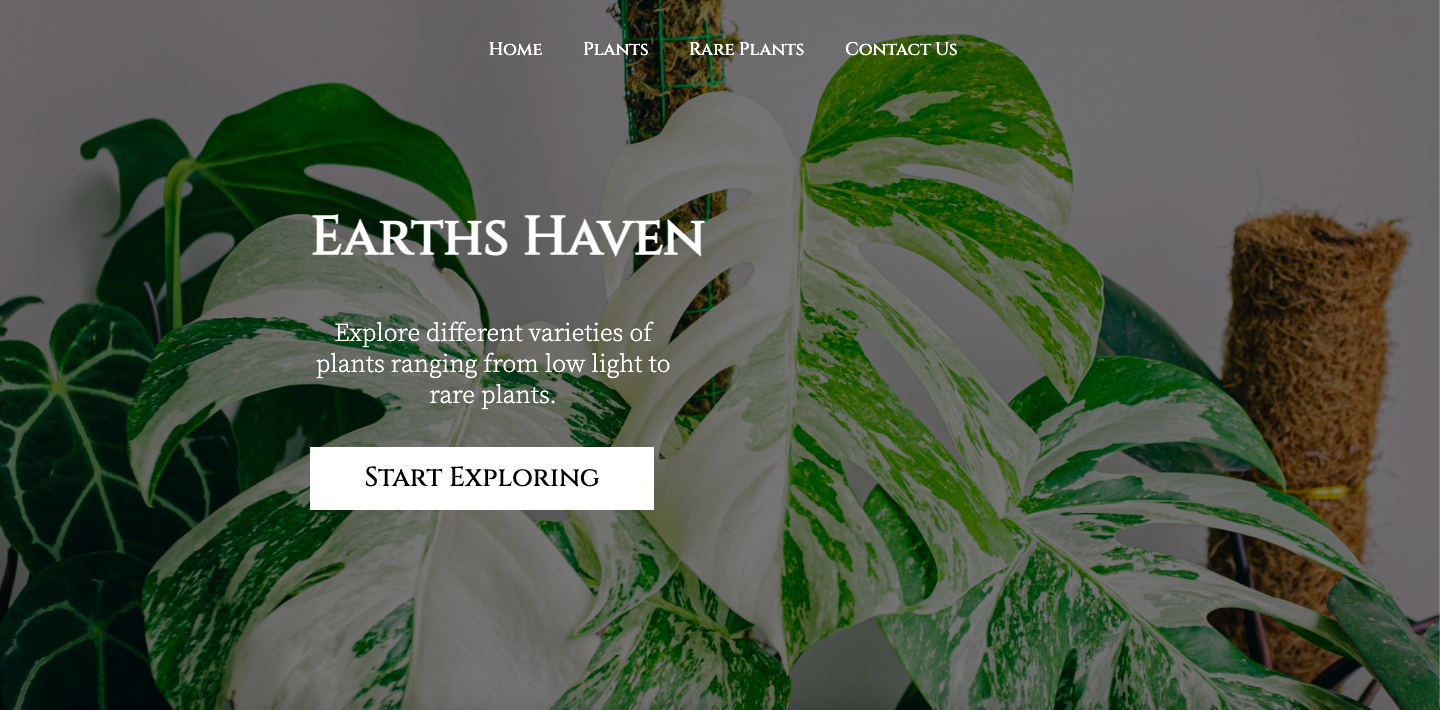 Home Plants Rare Plants Contact Us
Earths Haven
Explore different varieties of
plants ranging from low light to
rare plants.
Start Exploring